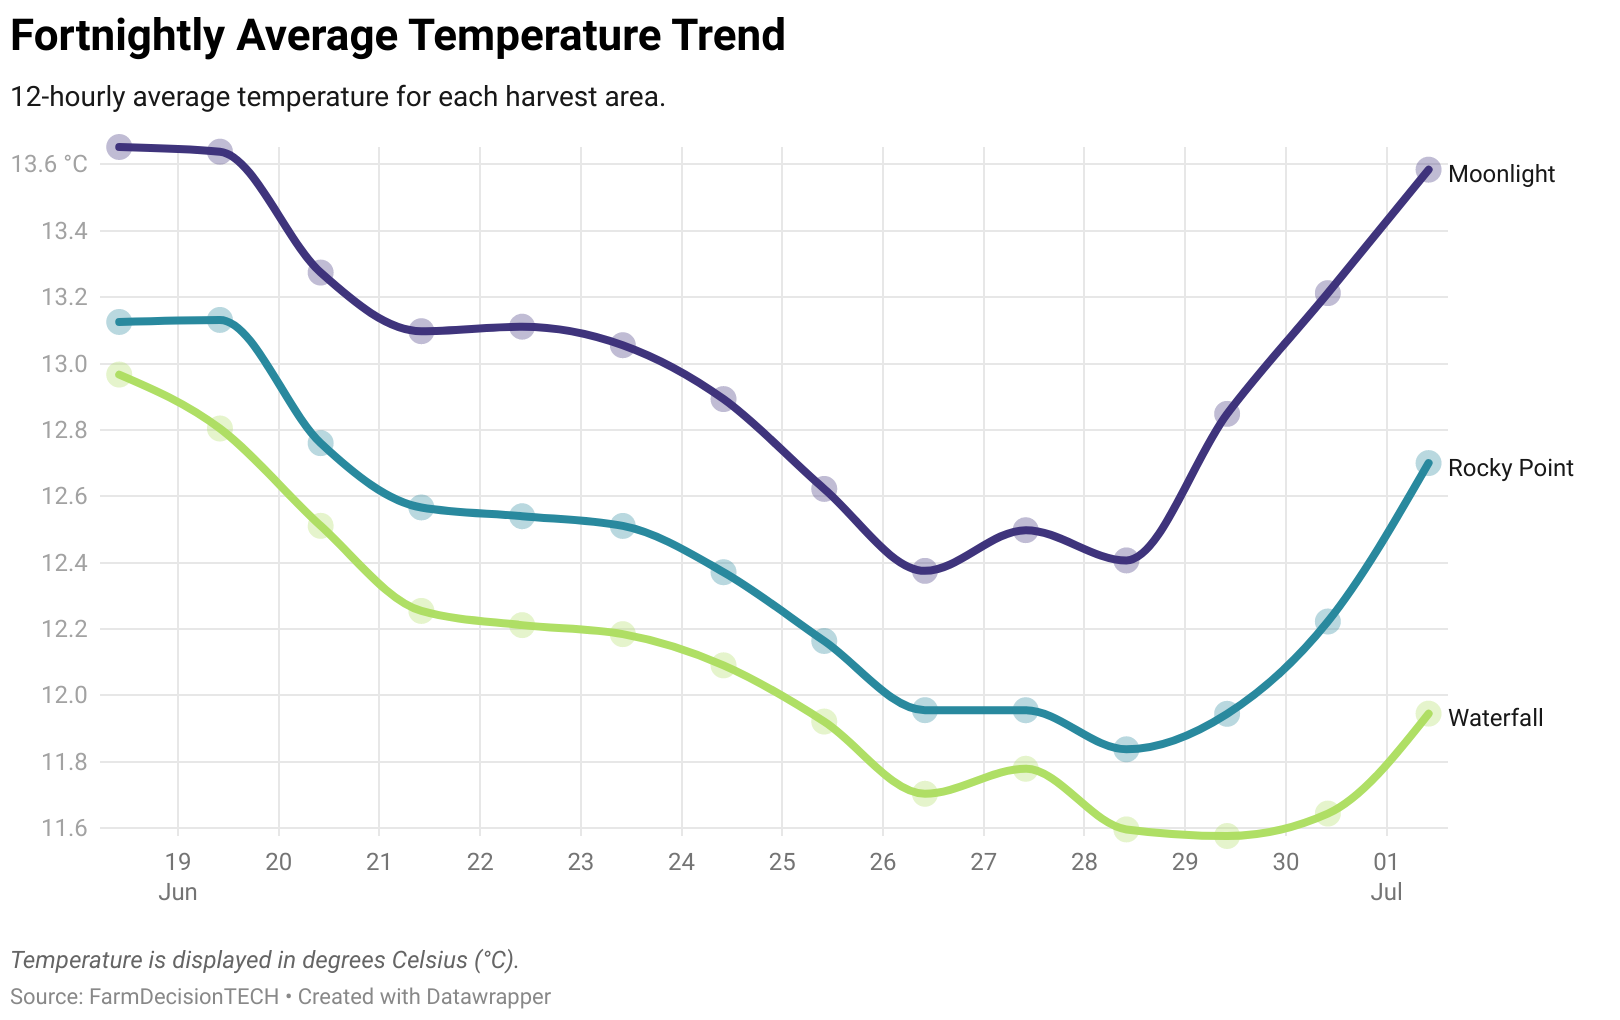 Fortnightly Average Temperature Trend
12-hourly average temperature for each harvest area.
13.6 °C
13.4
13.2
13.0
12.8
12.6
12.4
12.2
12.0
11.8
11.6
Moonlight
Rocky Point
Waterfall
19 20 21 22 23 24 25 26 27 28 29 30 01
Jun Jul
Temperature is displayed in degrees Celsius (°C).
Source: FarmDecisionTECH • Created with Datawrapper